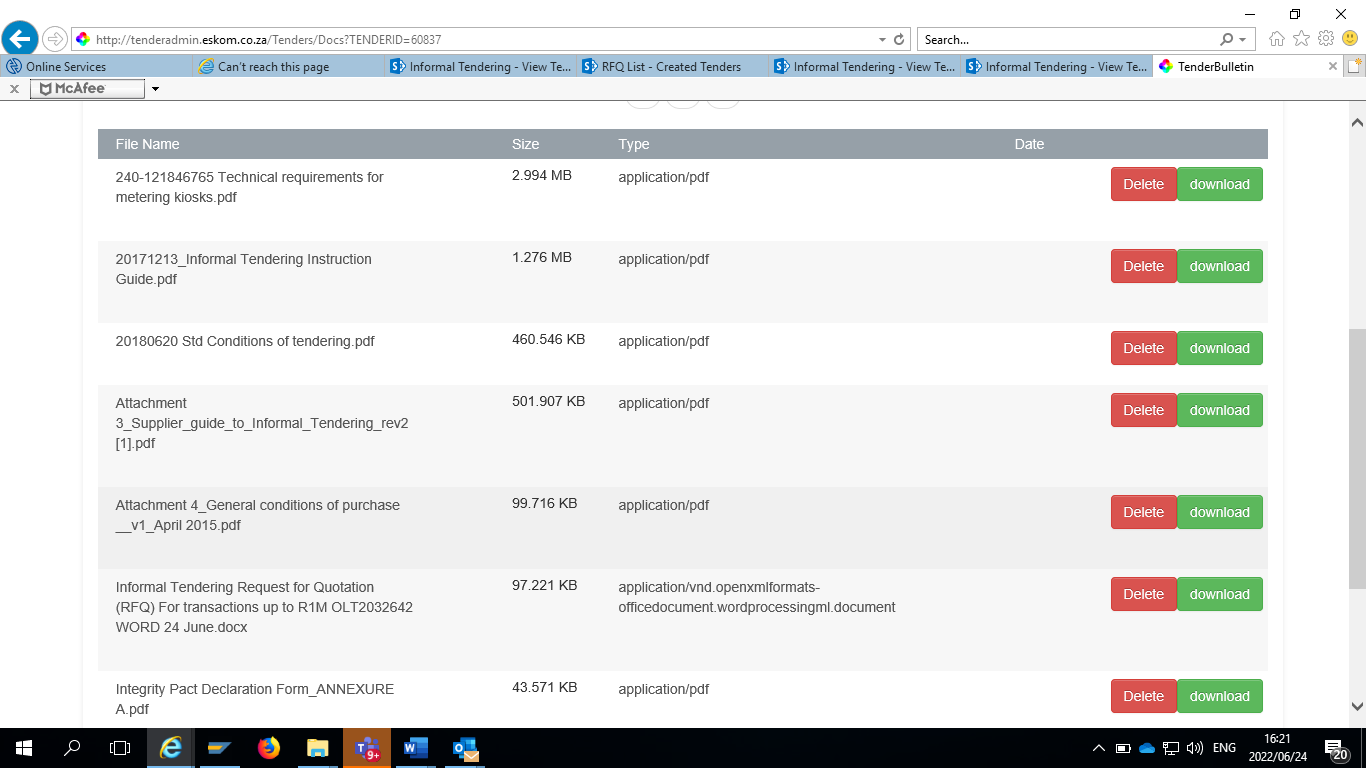 http://tenderadmin.eskom.co.za/Tenders/Docs?TENDERID=60837
Search...
Online Services
Can't reach this page
Informal Tendering - View Te...
RFQ List - Created Tenders
Informal Tendering - View Te...
Informal Tendering - View Te...
TenderBulletin
x
McAfee
File Name Size Type Date
240-121846765 Technical requirements for 2.994 MB application/pdf Delete download
metering kiosks.pdf
20171213_Informal Tendering Instruction 1.276 MB application/pdf Delete download
Guide.pdf
20180620 Std Conditions of tendering.pdf 460.546 KB application/pdf Delete download
Attachment 501.907 KB application/pdf Delete download
3_Supplier_guide_to_Informal_Tendering_rev2
[1].pdf
Attachment 4_General conditions of purchase 99.716 KB application/pdf Delete download
__v1_April 2015.pdf
Informal Tendering Request for Quotation 97.221 KB application/vnd.openxmlformats- Delete download
(RFQ) For transactions up to R1M OLT2032642 officedocument.wordprocessingml.document
WORD 24 June.docx
Integrity Pact Declaration Form_ANNEXURE 43.571 KB application/pdf Delete download
A.pdf
9+
ENG
16:21
2022/06/24
20